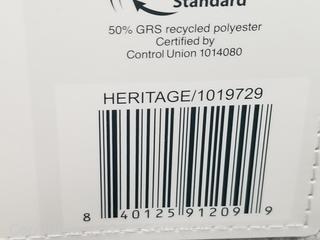 Standard
50% GRS recycled polyester
Certified by
Control Union 1014080
HERITAGE/1019729
8 40125 91209 9